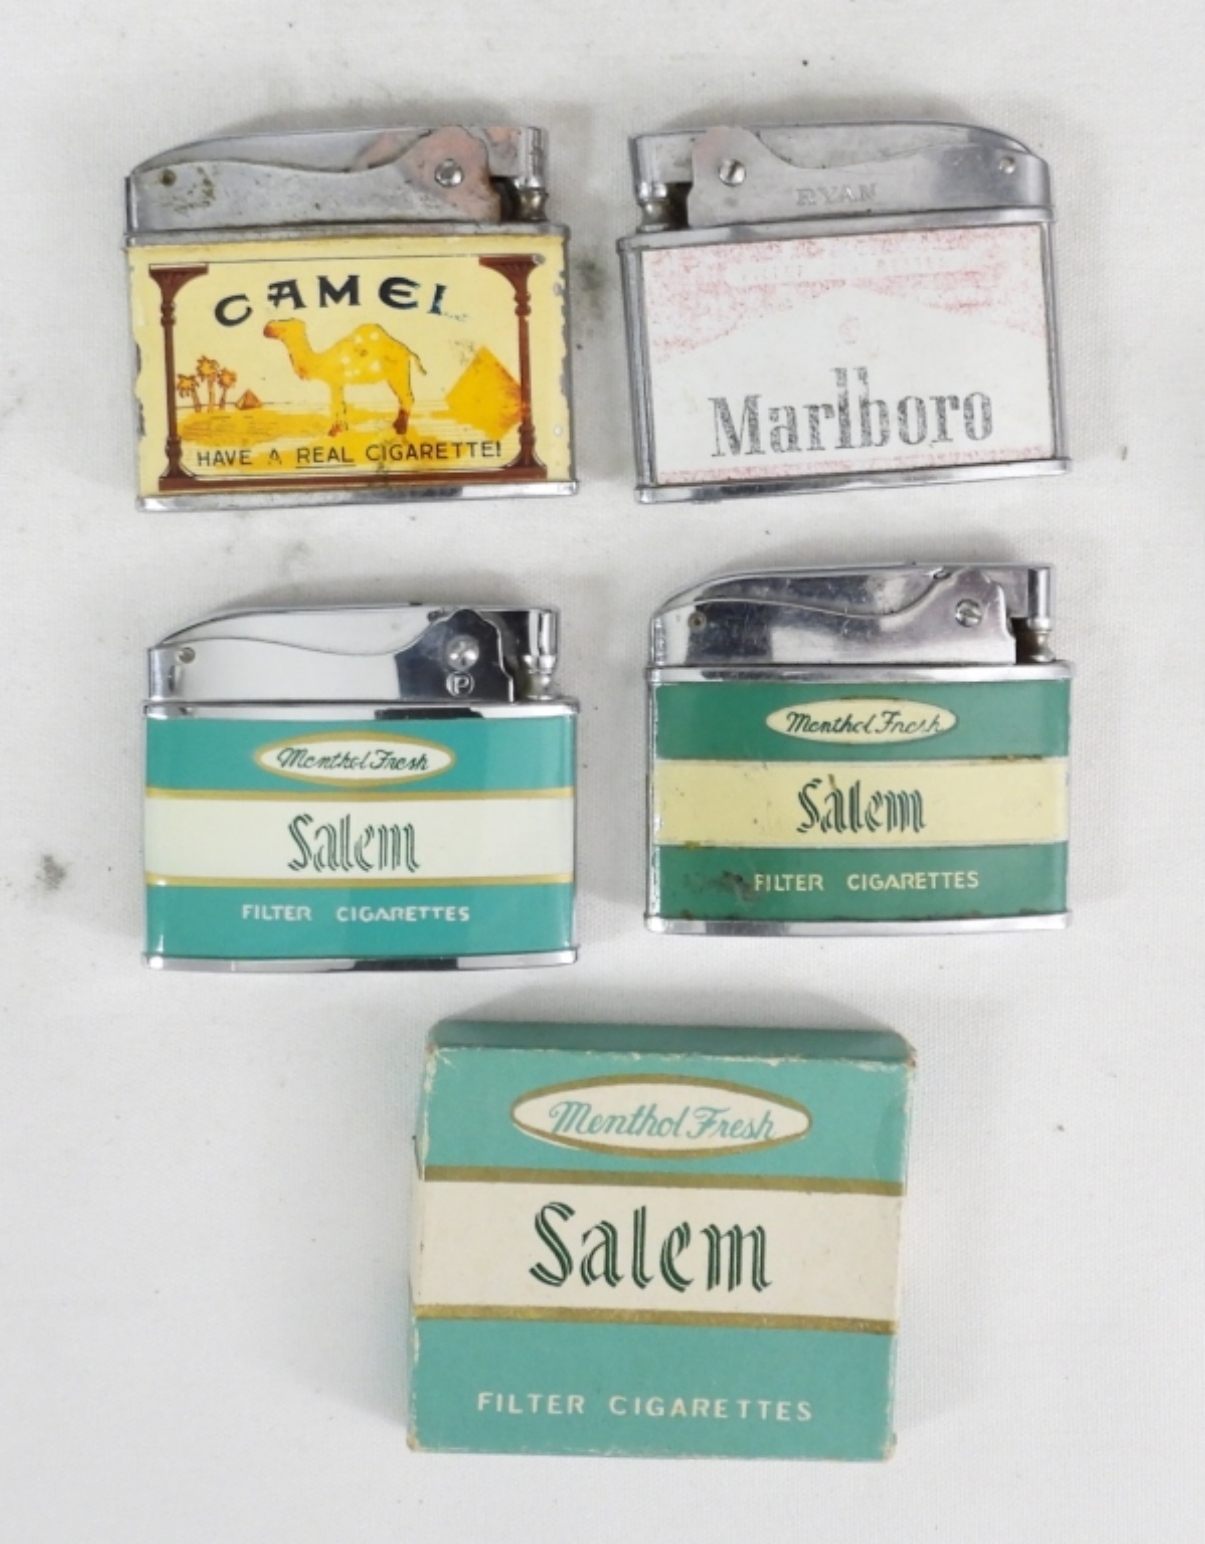 CAMEL
HAVE A REAL CIGARETTE!
RYAN
Marlboro
Menthol Fresh
Salem
FILTER CIGARETTES
P
Menthol Fresh
Salem
FILTER CIGARETTES
Menthol Fresh
Salem
FILTER CIGARETTES